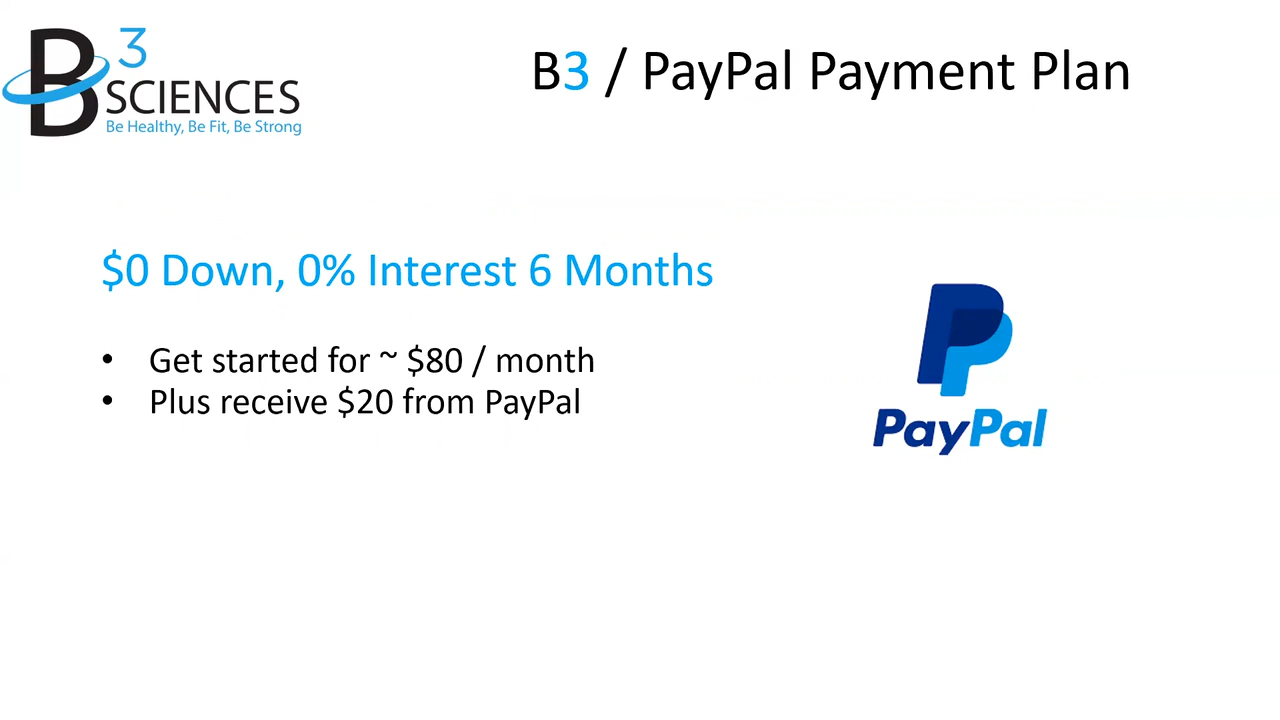 B3 SCIENCES
Be Healthy, Be Fit, Be Strong
B3 / PayPal Payment Plan
$0 Down, 0% Interest 6 Months
• Get started for ~ $80 / month
• Plus receive $20 from PayPal
PayPal